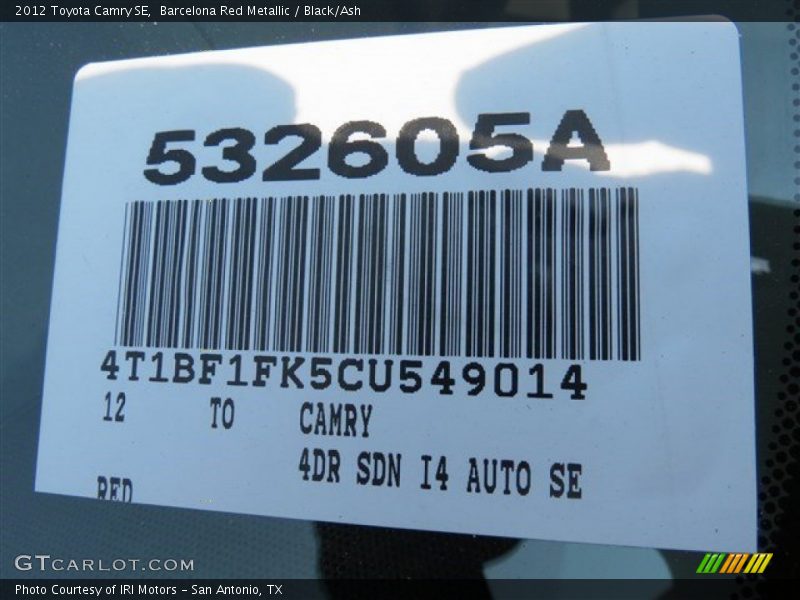 2012 Toyota Camry SE, Barcelona Red Metallic / Black/Ash
532605A
4T1BF1FK5CU549014
12 TO CAMRY
4DR SDN I4 AUTO SE
RED
GTCARLOT.COM
Photo Courtesy of IRI Motors - San Antonio, TX